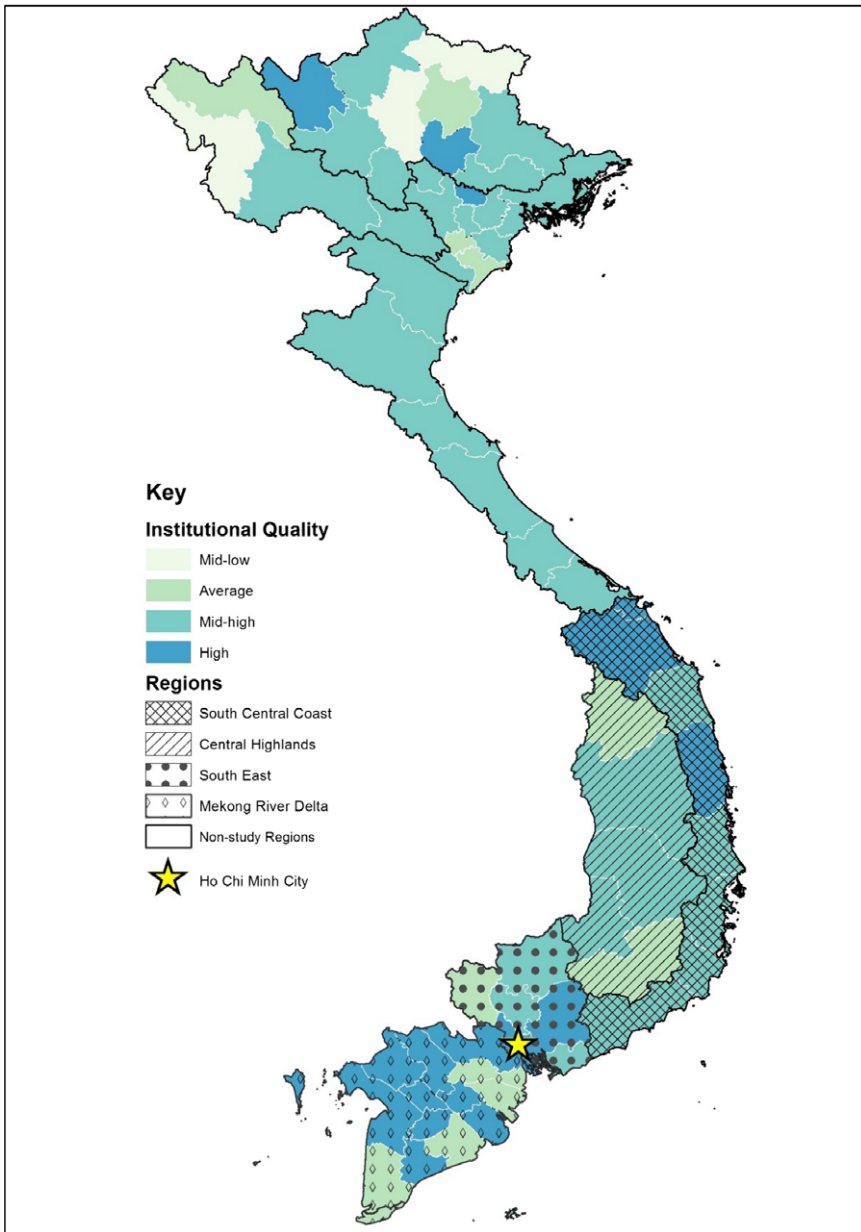 Key
Institutional Quality
Mid-low
Average
Mid-high
High
Regions
South Central Coast
Central Highlands
South East
Mekong River Delta
Non-study Regions
Ho Chi Minh City